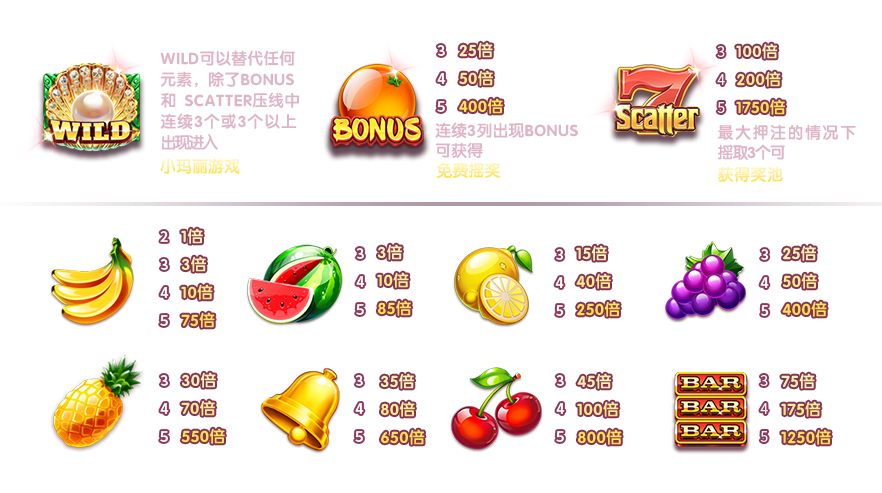 WILD
WILD可以替代任何
元素，除了BONUS
和 SCATTER压线中
连续3个或3个以上
出现进入
小玛丽游戏
BONUS
3 25倍
4 50倍
5 400倍
连续3列出现BONUS
可获得
免费摇奖
Scatter
3 100倍
4 200倍
5 1750倍
最大押注的情况下
摇取3个可
获得奖池
2 1倍
3 3倍
4 10倍
5 75倍
3 3倍
4 10倍
5 85倍
3 15倍
4 40倍
5 250倍
3 25倍
4 50倍
5 400倍
3 30倍
4 70倍
5 550倍
3 35倍
4 80倍
5 650倍
3 45倍
4 100倍
5 800倍
BAR
BAR
BAR
3 75倍
4 175倍
5 1250倍